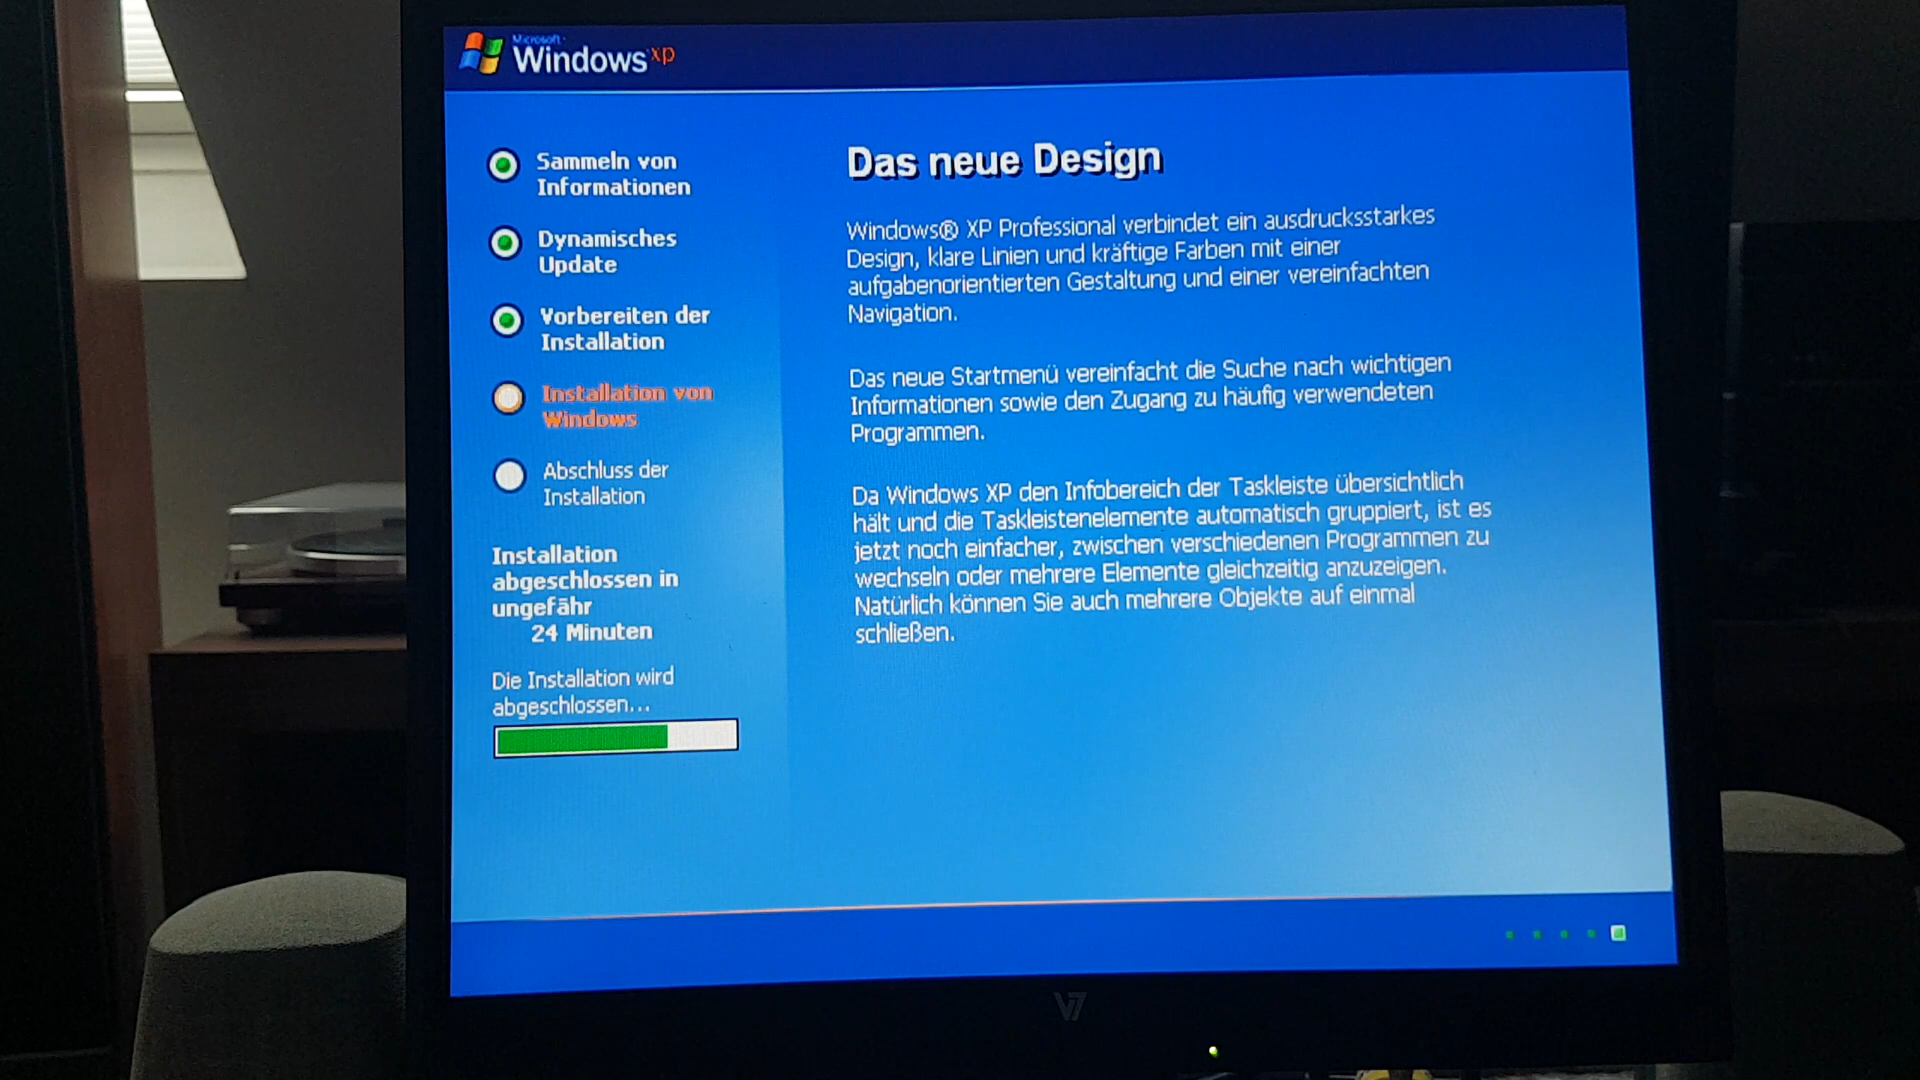 Microsoft
Windows xp
Sammeln von
Informationen
Dynamisches
Update
Vorbereiten der
Installation
Installation von
Windows
Abschluss der
Installation
Installation
abgeschlossen in
ungefähr
24 Minuten
Die Installation wird
abgeschlossen...
Das neue Design
Windows® XP Professional verbindet ein ausdrucksstarkes
Design, klare Linien und kräftige Farben mit einer
aufgabenorientierten Gestaltung und einer vereinfachten
Navigation.
Das neue Startmenü vereinfacht die Suche nach wichtigen
Informationen sowie den Zugang zu häufig verwendeten
Programmen.
Da Windows XP den Infobereich der Taskleiste übersichtlich
hält und die Taskleistenelemente automatisch gruppiert, ist es
jetzt noch einfacher, zwischen verschiedenen Programmen zu
wechseln oder mehrere Elemente gleichzeitig anzuzeigen.
Natürlich können Sie auch mehrere Objekte auf einmal
schließen.
V7